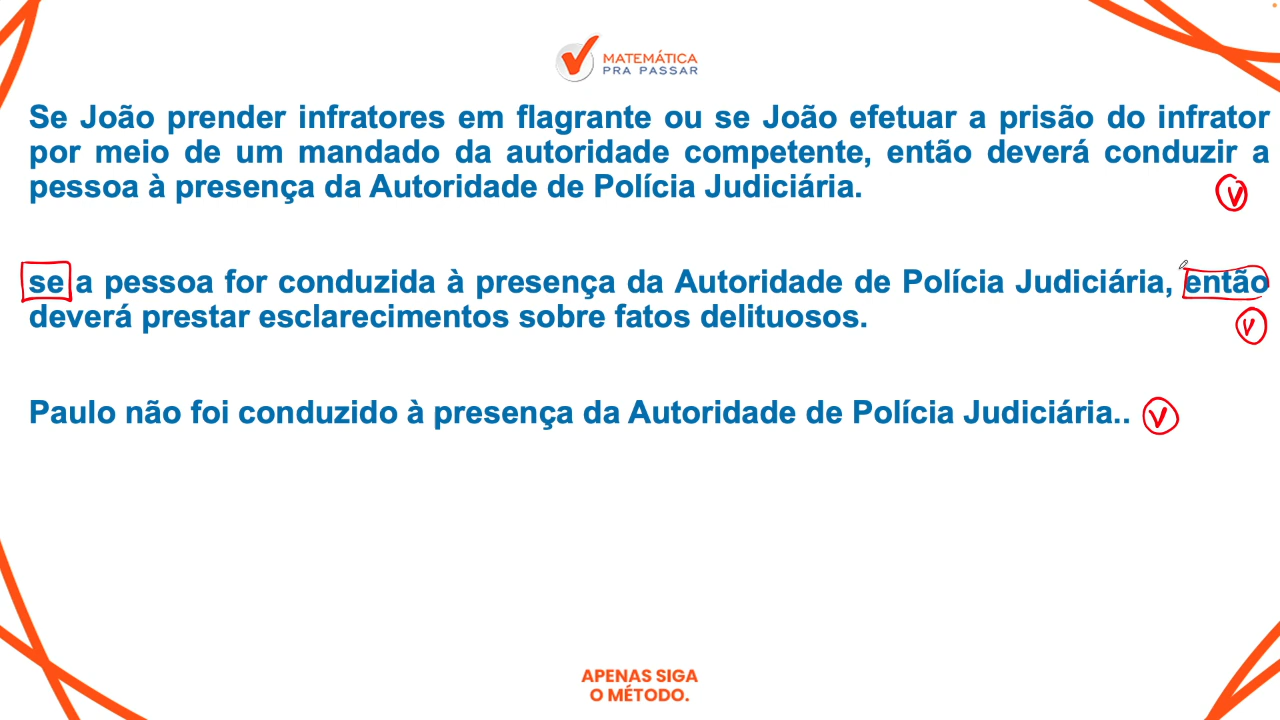 MATEMÁTICA
PRA PASSAR
Se João prender infratores em flagrante ou se João efetuar a prisão do infrator
por meio de um mandado da autoridade competente, então deverá conduzir a
pessoa à presença da Autoridade de Polícia Judiciária.
V
se a pessoa for conduzida à presença da Autoridade de Polícia Judiciária, então
deverá prestar esclarecimentos sobre fatos delituosos.
V
Paulo não foi conduzido à presença da Autoridade de Polícia Judiciária.. V
APENAS SIGA
O MÉTODO.